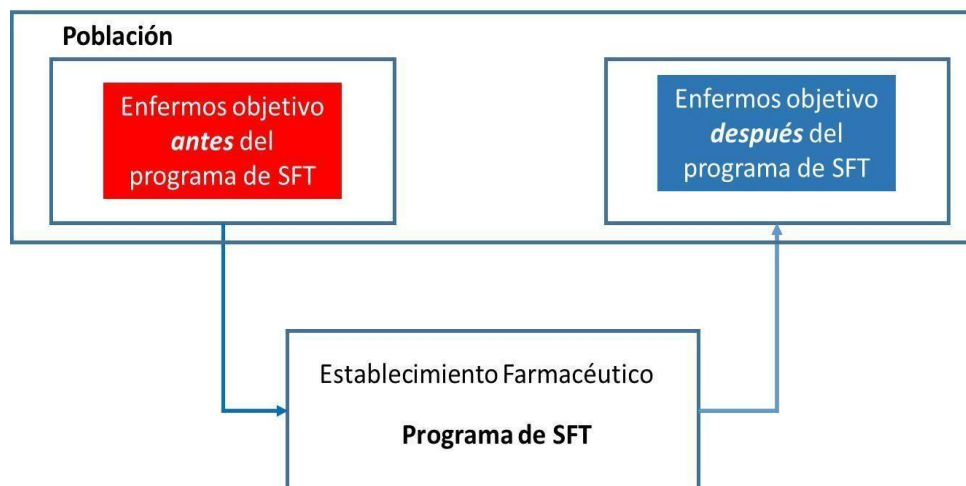 Población
Enfermos objetivo
antes del
programa de SFT
Enfermos objetivo
después del
programa de SFT
Establecimiento Farmacéutico
Programa de SFT